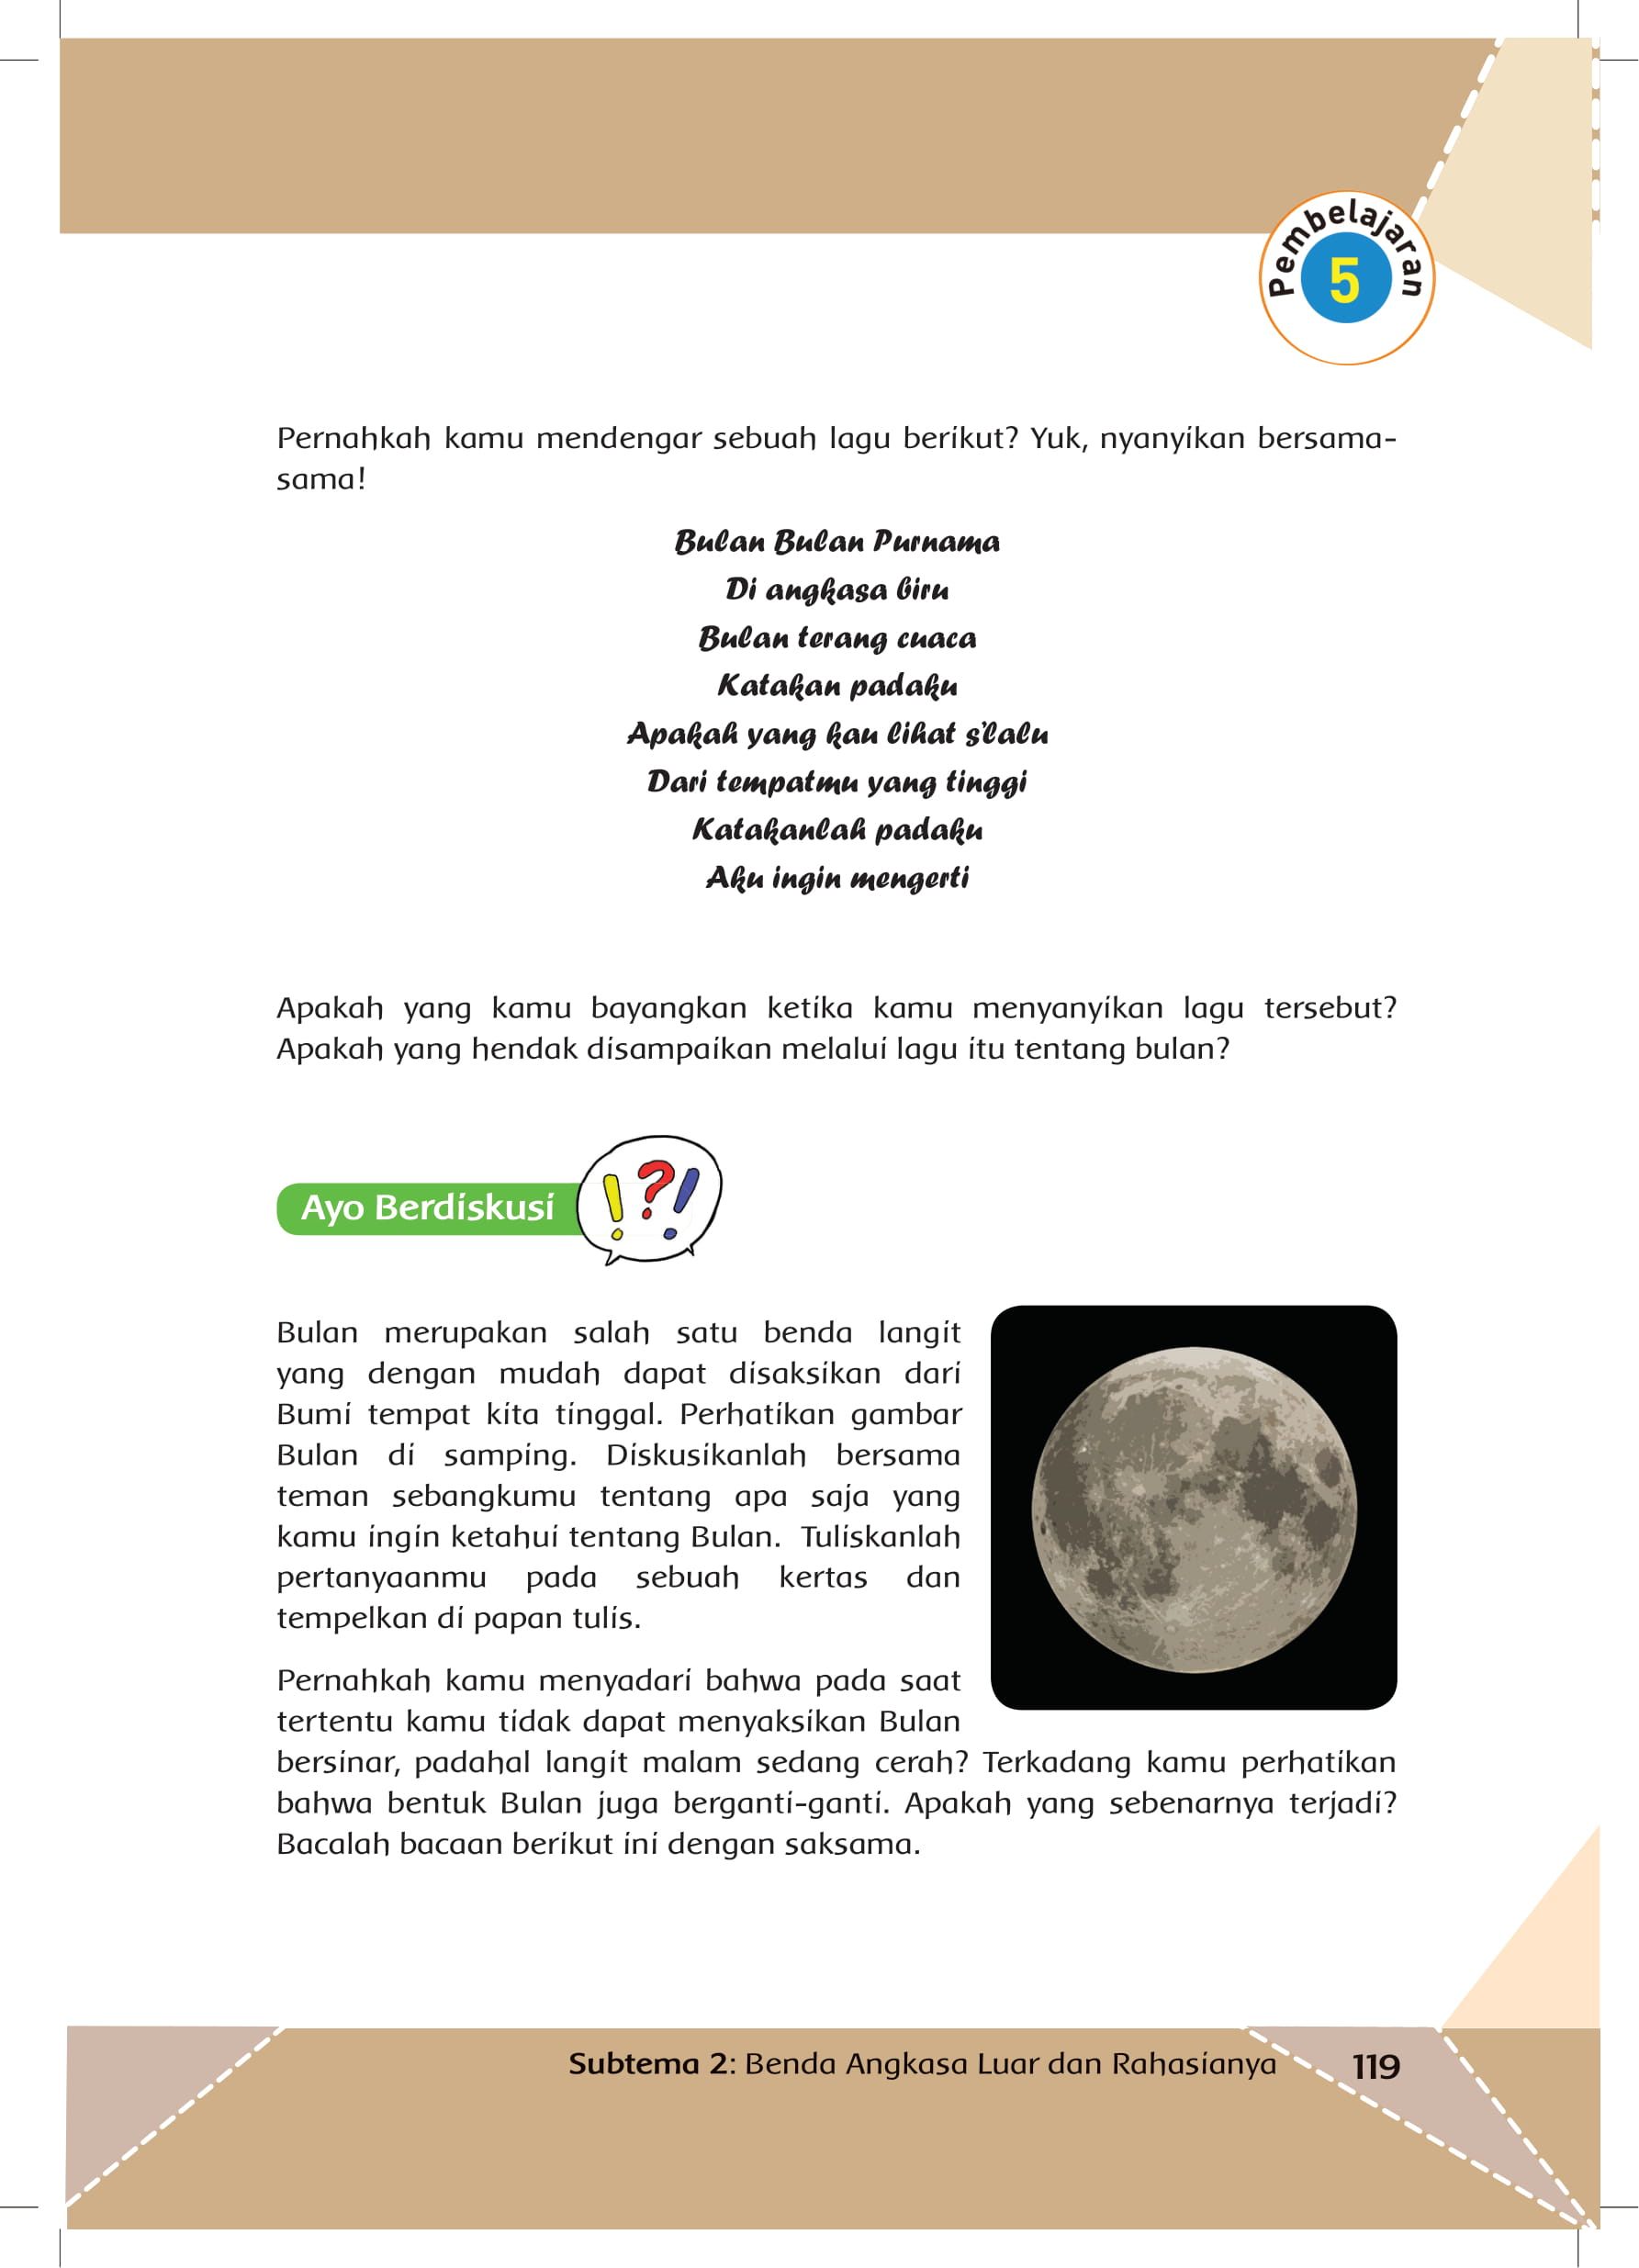 Pembelajaran
5
Pernahkah kamu mendengar sebuah lagu berikut? Yuk, nyanyikan bersama-
sama!
Bulan Bulan Purnama
Di angkasa biru
Bulan terang cuaca
Katakan padaku
Apakah yang kau lihat s'lalu
Dari tempatmu yang tinggi
Katakanlah padaku
Aku ingin mengerti
Apakah yang kamu bayangkan ketika kamu menyanyikan lagu tersebut?
Apakah yang hendak disampaikan melalui lagu itu tentang bulan?
Ayo Berdiskusi
!?!
Bulan merupakan salah satu benda langit
yang dengan mudah dapat disaksikan dari
Bumi tempat kita tinggal. Perhatikan gambar
Bulan di samping. Diskusikanlah bersama
teman sebangkumu tentang apa saja yang
kamu ingin ketahui tentang Bulan. Tuliskanlah
pertanyaanmu pada sebuah kertas dan
tempelkan di papan tulis.
Pernahkah kamu menyadari bahwa pada saat
tertentu kamu tidak dapat menyaksikan Bulan
bersinar, padahal langit malam sedang cerah? Terkadang kamu perhatikan
bahwa bentuk Bulan juga berganti-ganti. Apakah yang sebenarnya terjadi?
Bacalah bacaan berikut ini dengan saksama.
Subtema 2: Benda Angkasa Luar dan Rahasianya 119